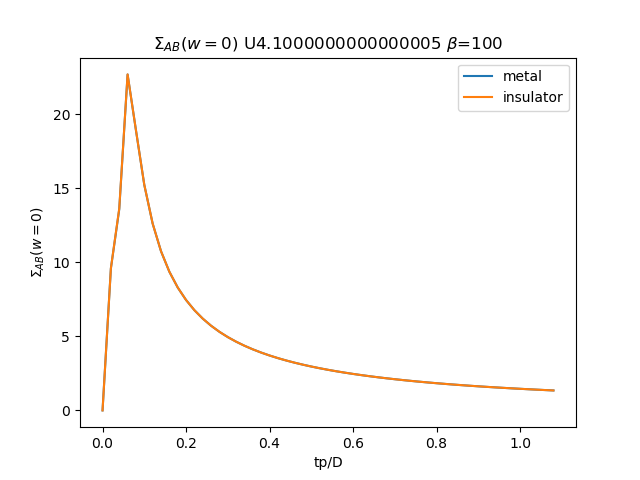 Σ_AB(w = 0) U4.1000000000000005 β=100
metal
insulator
Σ_AB(w = 0)
20
15
10
5
0
0.0 0.2 0.4 0.6 0.8 1.0
tp/D